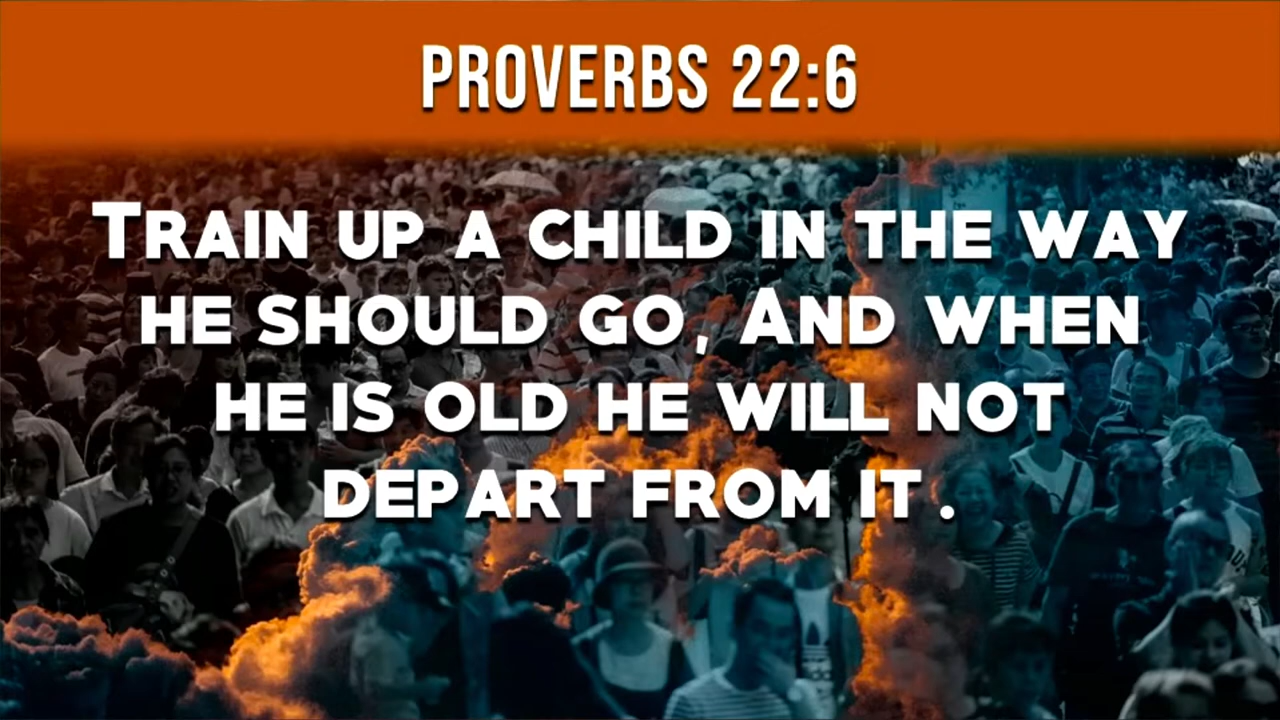 PROVERBS 22:6
TRAIN UP A CHILD IN THE WAY
HE SHOULD GO, AND WHEN
HE IS OLD HE WILL NOT
DEPART FROM IT.